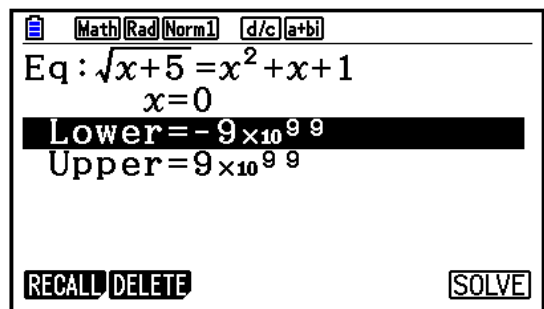 Math Rad Norm1 d/c a+bi
Eq:√x+5=x²+x+1
x=0
Lower=-9×10⁹⁹
Upper=9×10⁹⁹
RECALL DELETE SOLVE